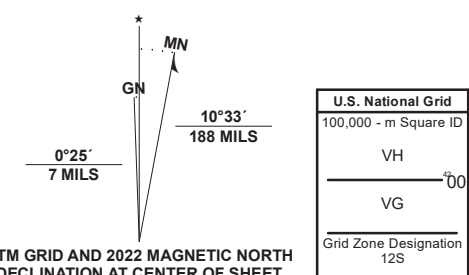 ★
MN
GN
10°33´
188 MILS
0°25´
7 MILS
TM GRID AND 2022 MAGNETIC NORTH
DECLINATION AT CENTER OF SHEET
U.S. National Grid
100,000 - m Square ID
VH
4200
VG
Grid Zone Designation
12S